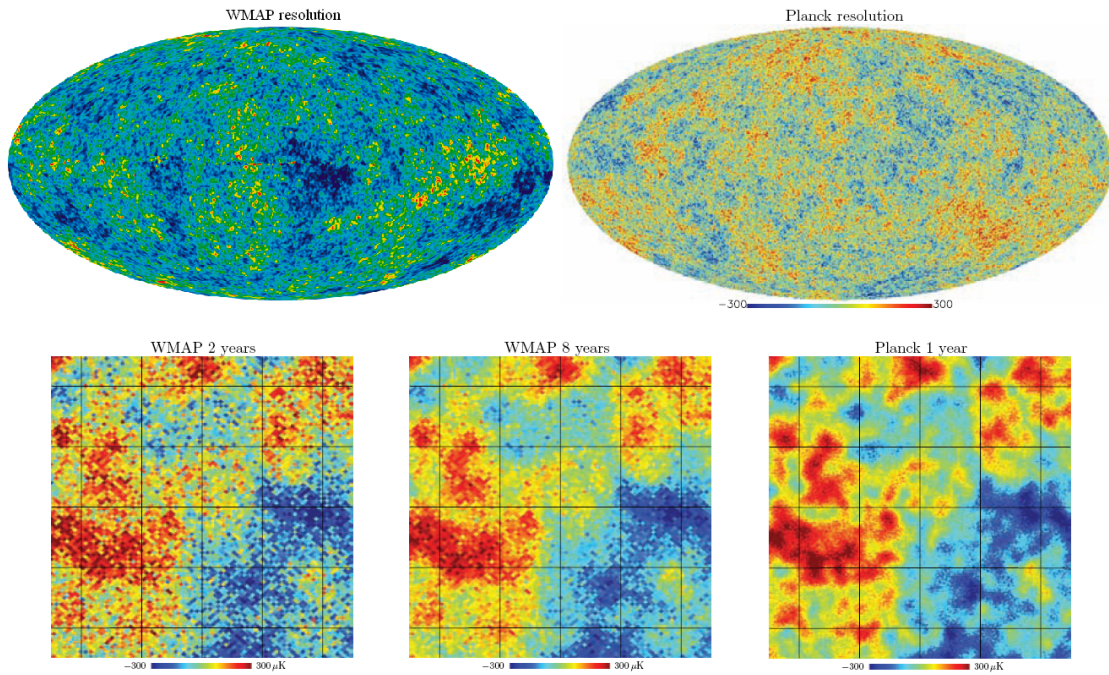 WMAP resolution
Planck resolution
−300 300
WMAP 2 years
WMAP 8 years
Planck 1 year
−300 300 μK
−300 300 μK
−300 300 μK